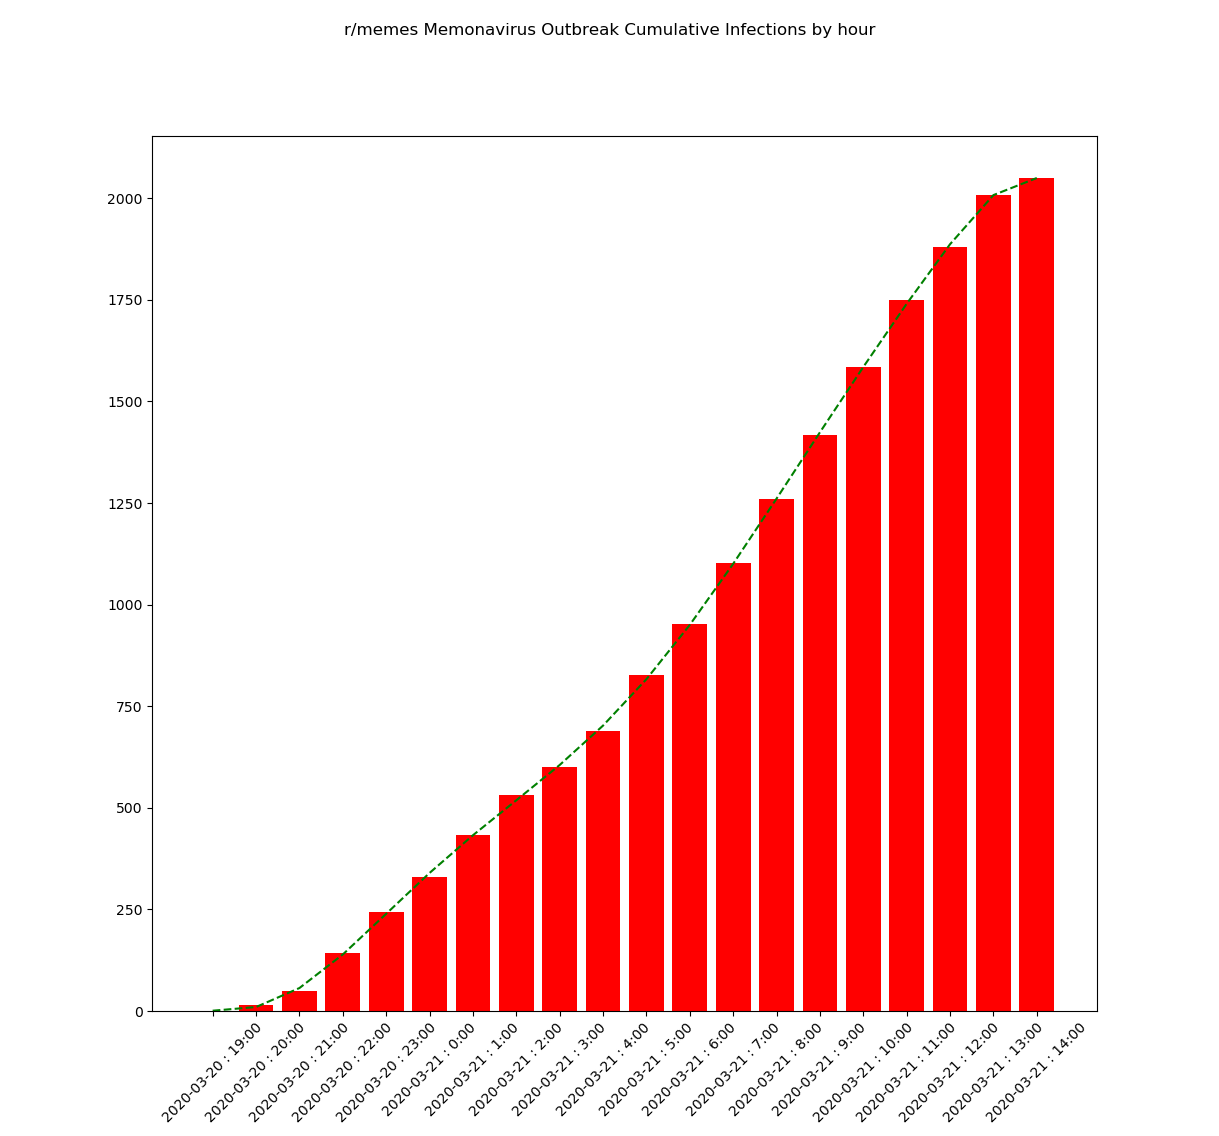 r/memes Memonavirus Outbreak Cumulative Infections by hour
2000
1750
1500
1250
1000
750
500
250
0
2020-03-20 : 19:00
2020-03-20 : 20:00
2020-03-20 : 21:00
2020-03-20 : 22:00
2020-03-20 : 23:00
2020-03-21 : 0:00
2020-03-21 : 1:00
2020-03-21 : 2:00
2020-03-21 : 3:00
2020-03-21 : 4:00
2020-03-21 : 5:00
2020-03-21 : 6:00
2020-03-21 : 7:00
2020-03-21 : 8:00
2020-03-21 : 9:00
2020-03-21 : 10:00
2020-03-21 : 11:00
2020-03-21 : 12:00
2020-03-21 : 13:00
2020-03-21 : 14:00